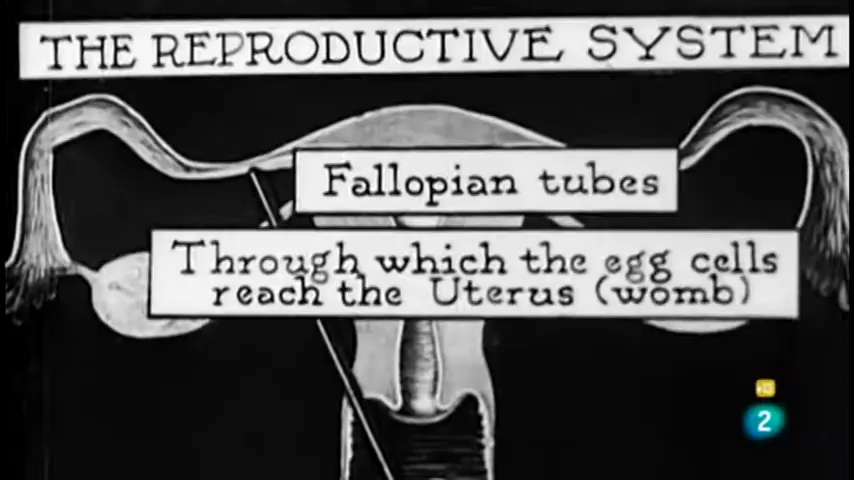 THE REPRODUCTIVE SYSTEM
Fallopian tubes
Through which the egg cells
reach the Uterus (womb)
2